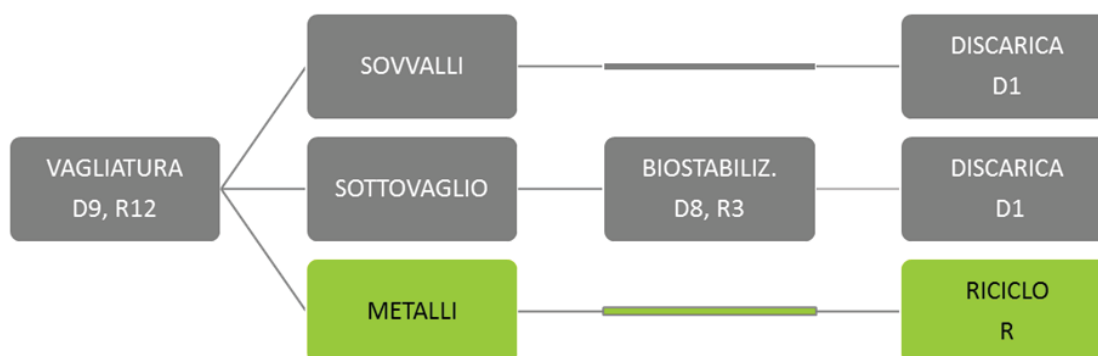 SOVVALLI
DISCARICA
D1
VAGLIATURA
D9, R12
SOTTOVAGLIO
BIOSTABILIZ.
D8, R3
DISCARICA
D1
METALLI
RICICLO
R